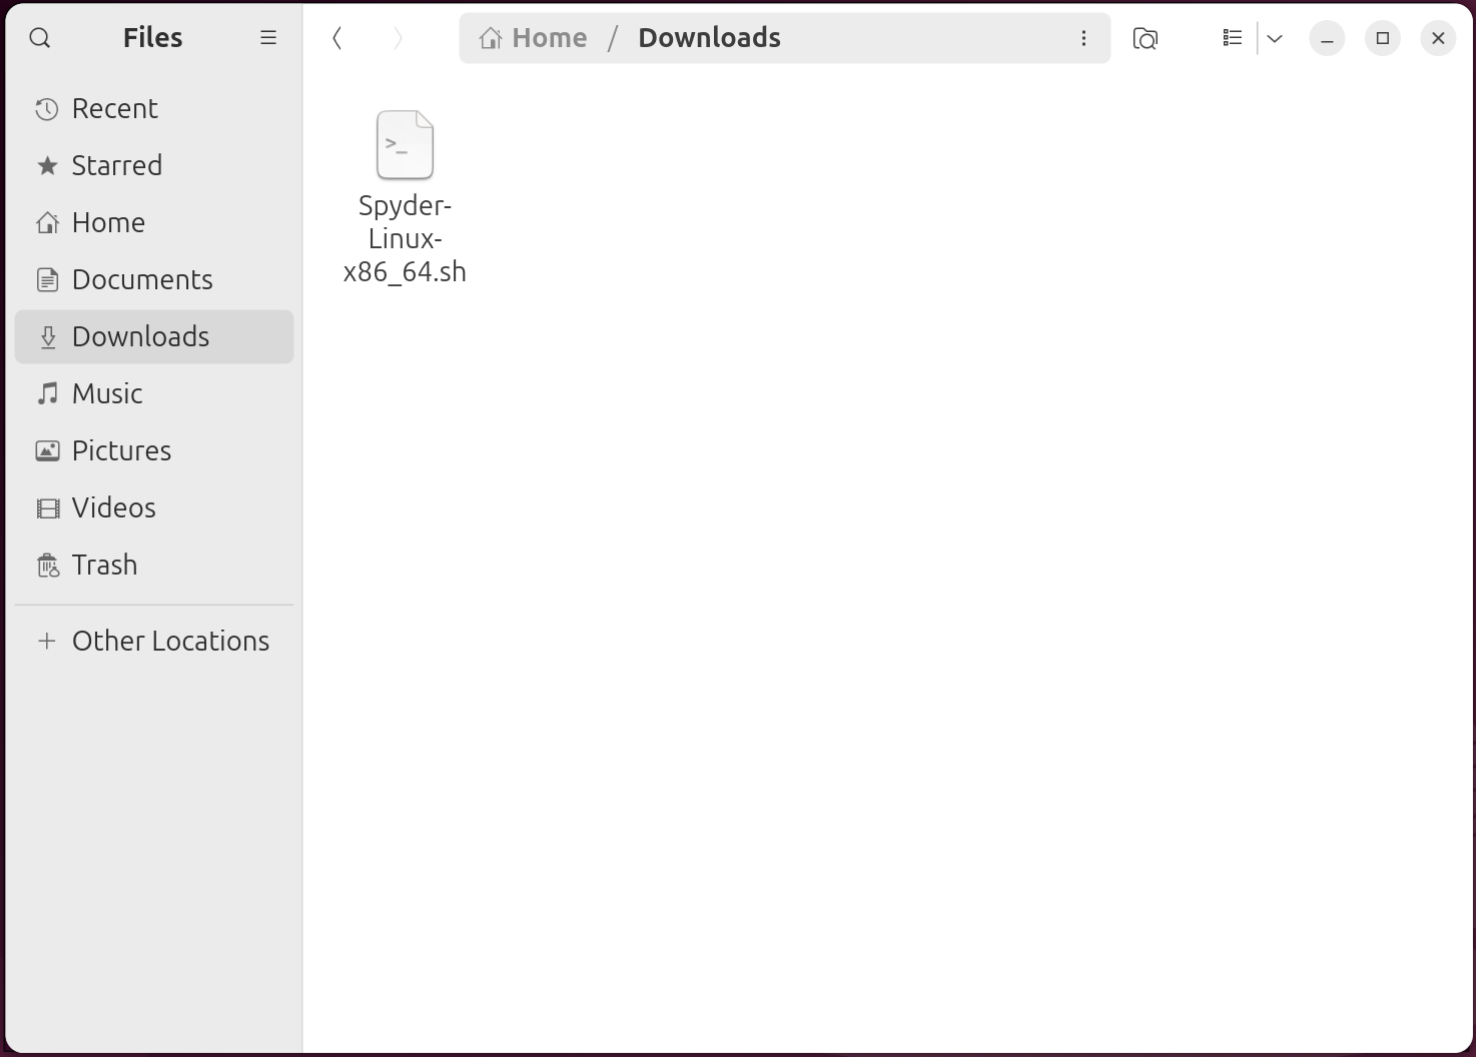 Files
Home / Downloads
Recent
Starred
Home
Documents
Downloads
Music
Pictures
Videos
Trash
Other Locations
>_
Spyder-
Linux-
x86_64.sh